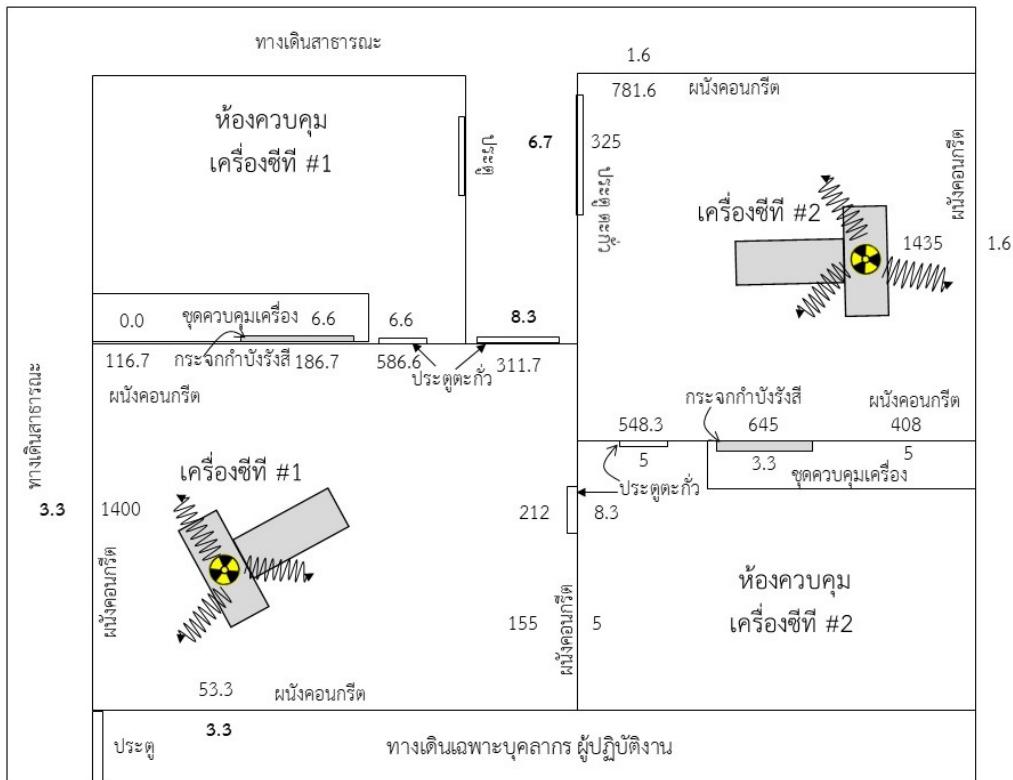 ทางเดินสาธารณะ
1.6
781.6 ผนังคอนกรีต
ห้องควบคุม
เครื่องซีที #1
ประตู
6.7 325
ประตู ตะกั่ว
ผนังคอนกรีต
เครื่องซีที #2
1435 1.6
0.0 ชุดควบคุมเครื่อง 6.6 6.6 8.3
116.7 กระจกกำบังรังสี 186.7 586.6 ประตูตะกั่ว 311.7
ผนังคอนกรีต
กระจกกำบังรังสี ผนังคอนกรีต
548.3 645 408
5 3.3 5
ประตูตะกั่ว ชุดควบคุมเครื่อง
ทางเดินสาธารณะ
เครื่องซีที #1
3.3 1400 212 8.3
ผนังคอนกรีต
ห้องควบคุม
เครื่องซีที #2
155 ผนังคอนกรีต 5
53.3 ผนังคอนกรีต
3.3
ประตู ทางเดินเฉพาะบุคลากร ผู้ปฏิบัติงาน